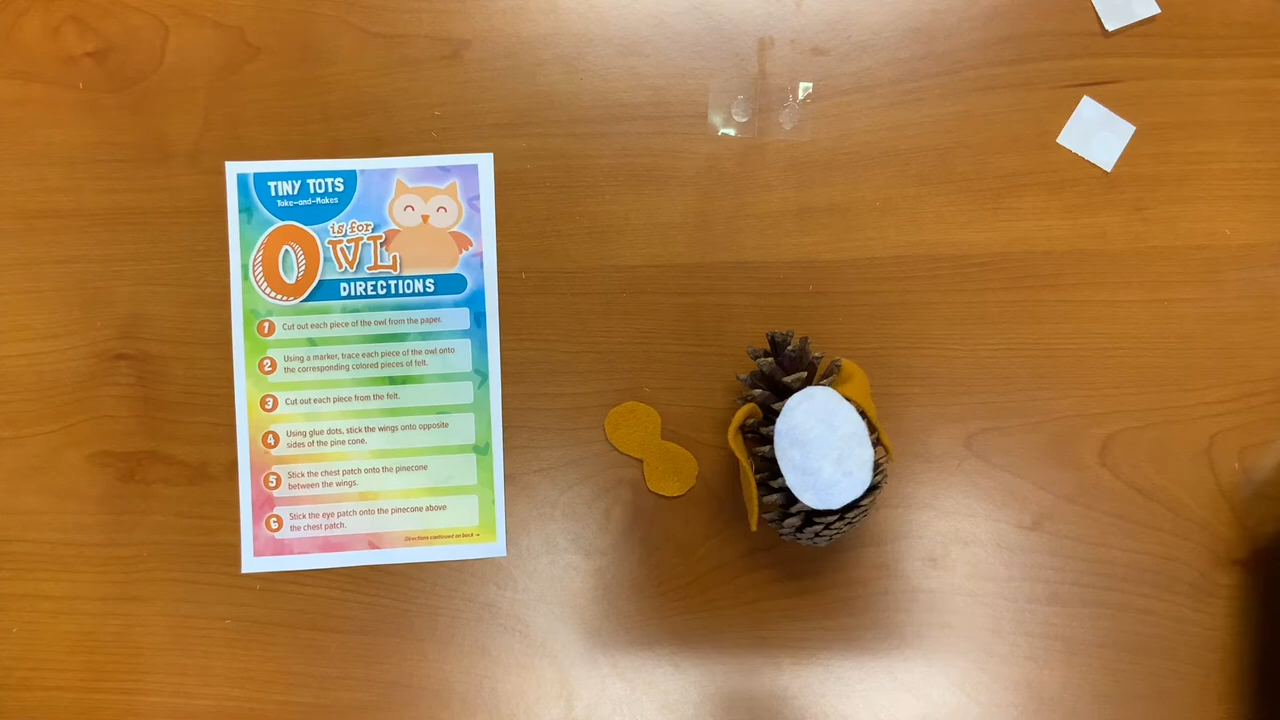 TINY TOTS
Take-and-Makes
O is for
OWL
DIRECTIONS
1 Cut out each piece of the owl from the paper.
2 Using a marker, trace each piece of the owl onto
the corresponding colored pieces of felt.
3 Cut out each piece from the felt.
4 Using glue dots, stick the wings onto opposite
sides of the pine cone.
5 Stick the chest patch onto the pinecone
between the wings.
6 Stick the eye patch onto the pinecone above
the chest patch.
Directions continued on back →